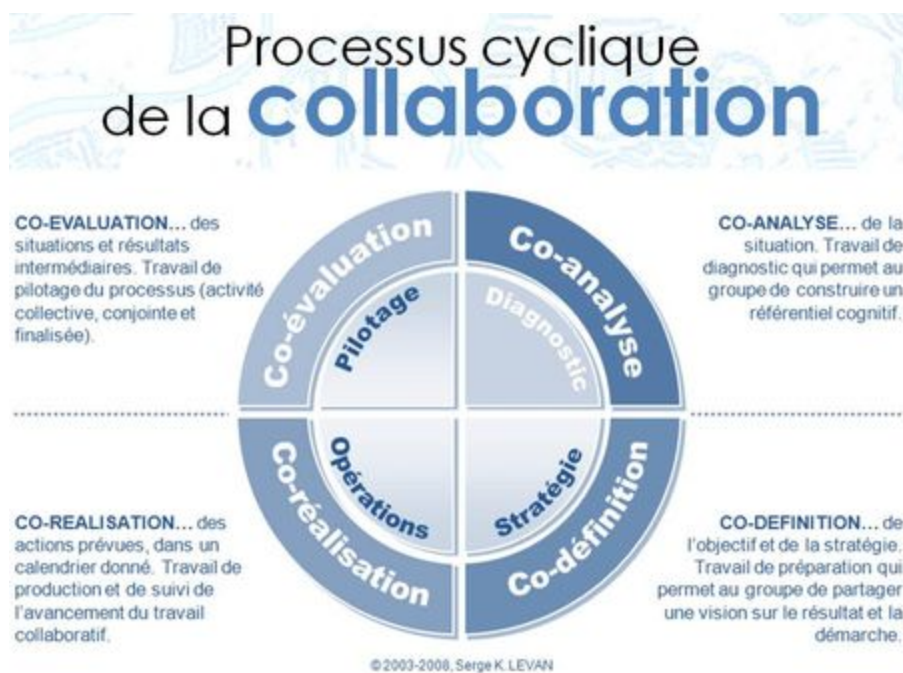 Processus cyclique
de la collaboration
CO-EVALUATION... des
situations et résultats
intermédiaires. Travail de
pilotage du processus (activité
collective, conjointe et
finalisée).
Co-évaluation
Pilotage
Co-analyse
Diagnostic
CO-ANALYSE... de la
situation. Travail de
diagnostic qui permet au
groupe de construire un
référentiel cognitif.
CO-REALISATION... des
actions prévues, dans un
calendrier donné. Travail de
production et de suivi de
l'avancement du travail
collaboratif.
Co-réalisation
Opérations
Co-définition
Stratégie
CO-DEFINITION... de
l'objectif et de la stratégie.
Travail de préparation qui
permet au groupe de partager
une vision sur le résultat et la
démarche.
© 2003-2008, Serge K. LEVAN